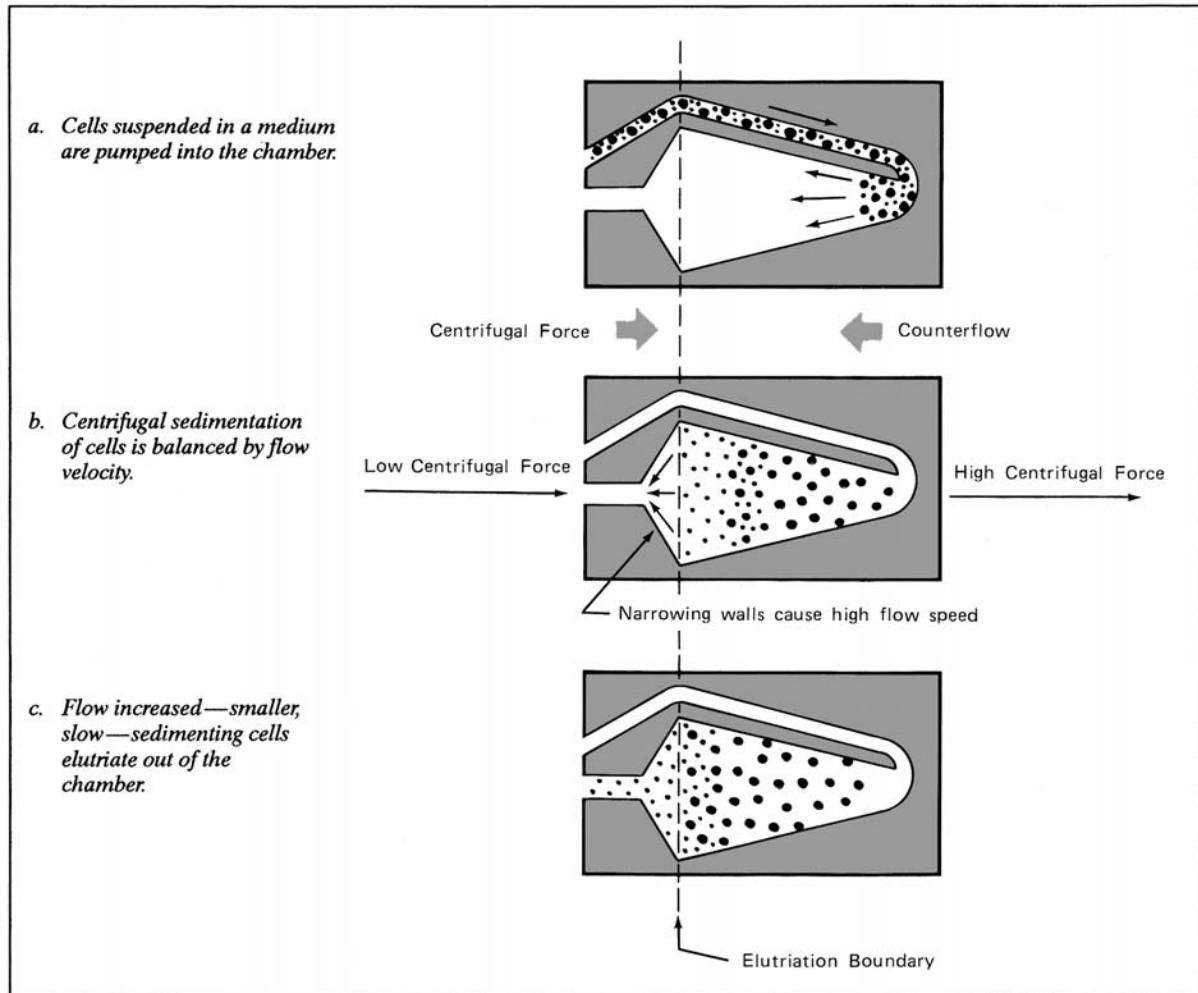 a. Cells suspended in a medium
are pumped into the chamber.
Centrifugal Force
Counterflow
b. Centrifugal sedimentation
of cells is balanced by flow
velocity.
Low Centrifugal Force
High Centrifugal Force
Narrowing walls cause high flow speed
c. Flow increased—smaller,
slow—sedimenting cells
elutriate out of the
chamber.
Elutriation Boundary